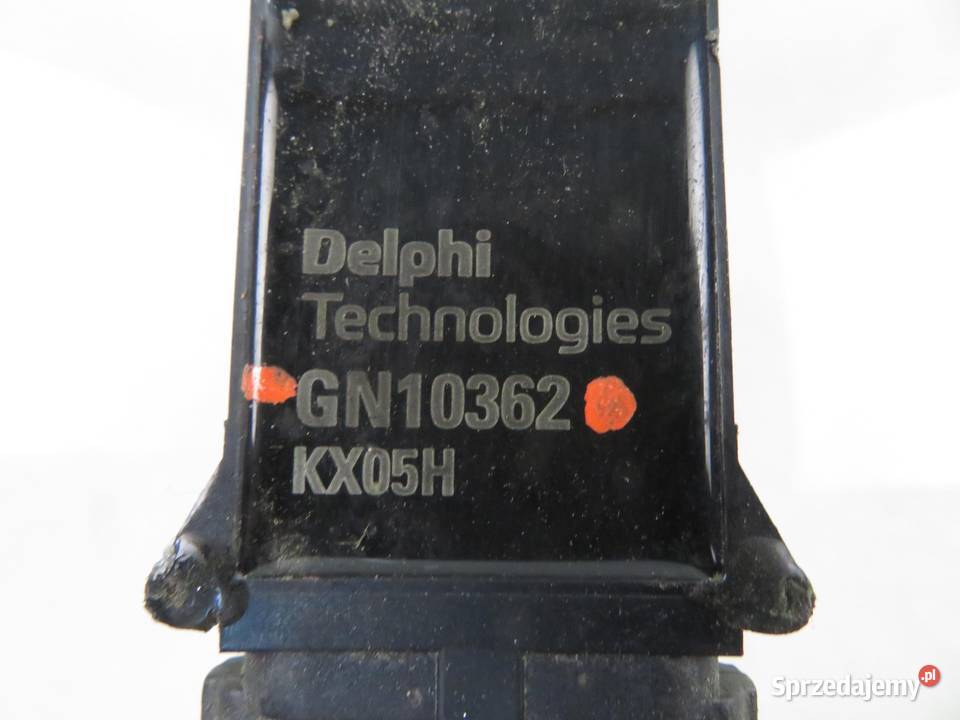 Delphi
Technologies
GN10362
KX05H
Sprzedajemy.pl